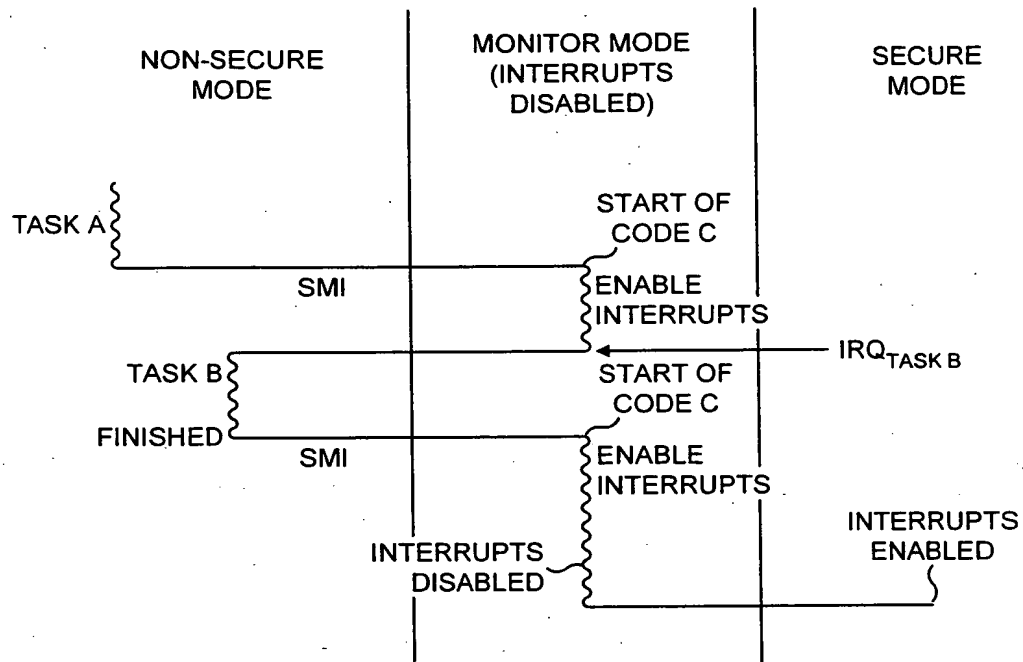 NON-SECURE
MODE
MONITOR MODE
(INTERRUPTS
DISABLED)
SECURE
MODE
TASK A
SMI
START OF
CODE C
ENABLE
INTERRUPTS
IRQTASK B
TASK B
FINISHED
SMI
START OF
CODE C
ENABLE
INTERRUPTS
INTERRUPTS
DISABLED
INTERRUPTS
ENABLED